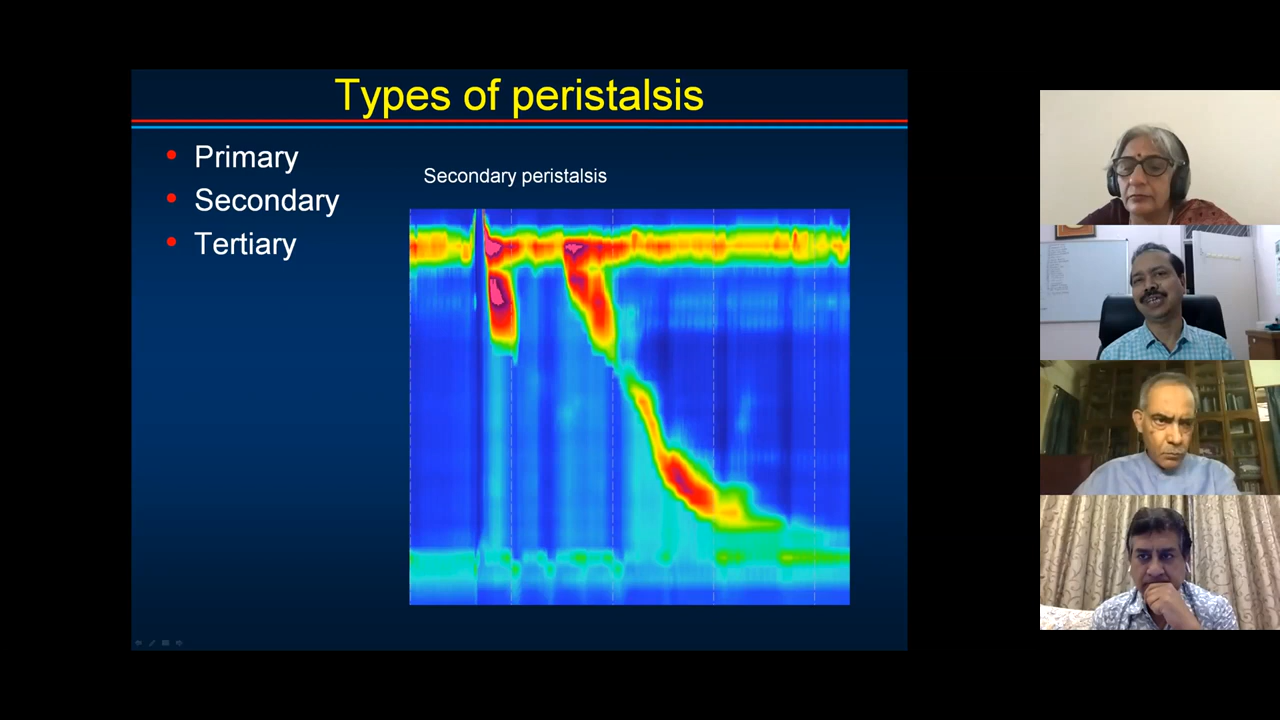 Types of peristalsis
• Primary
• Secondary
• Tertiary
Secondary peristalsis